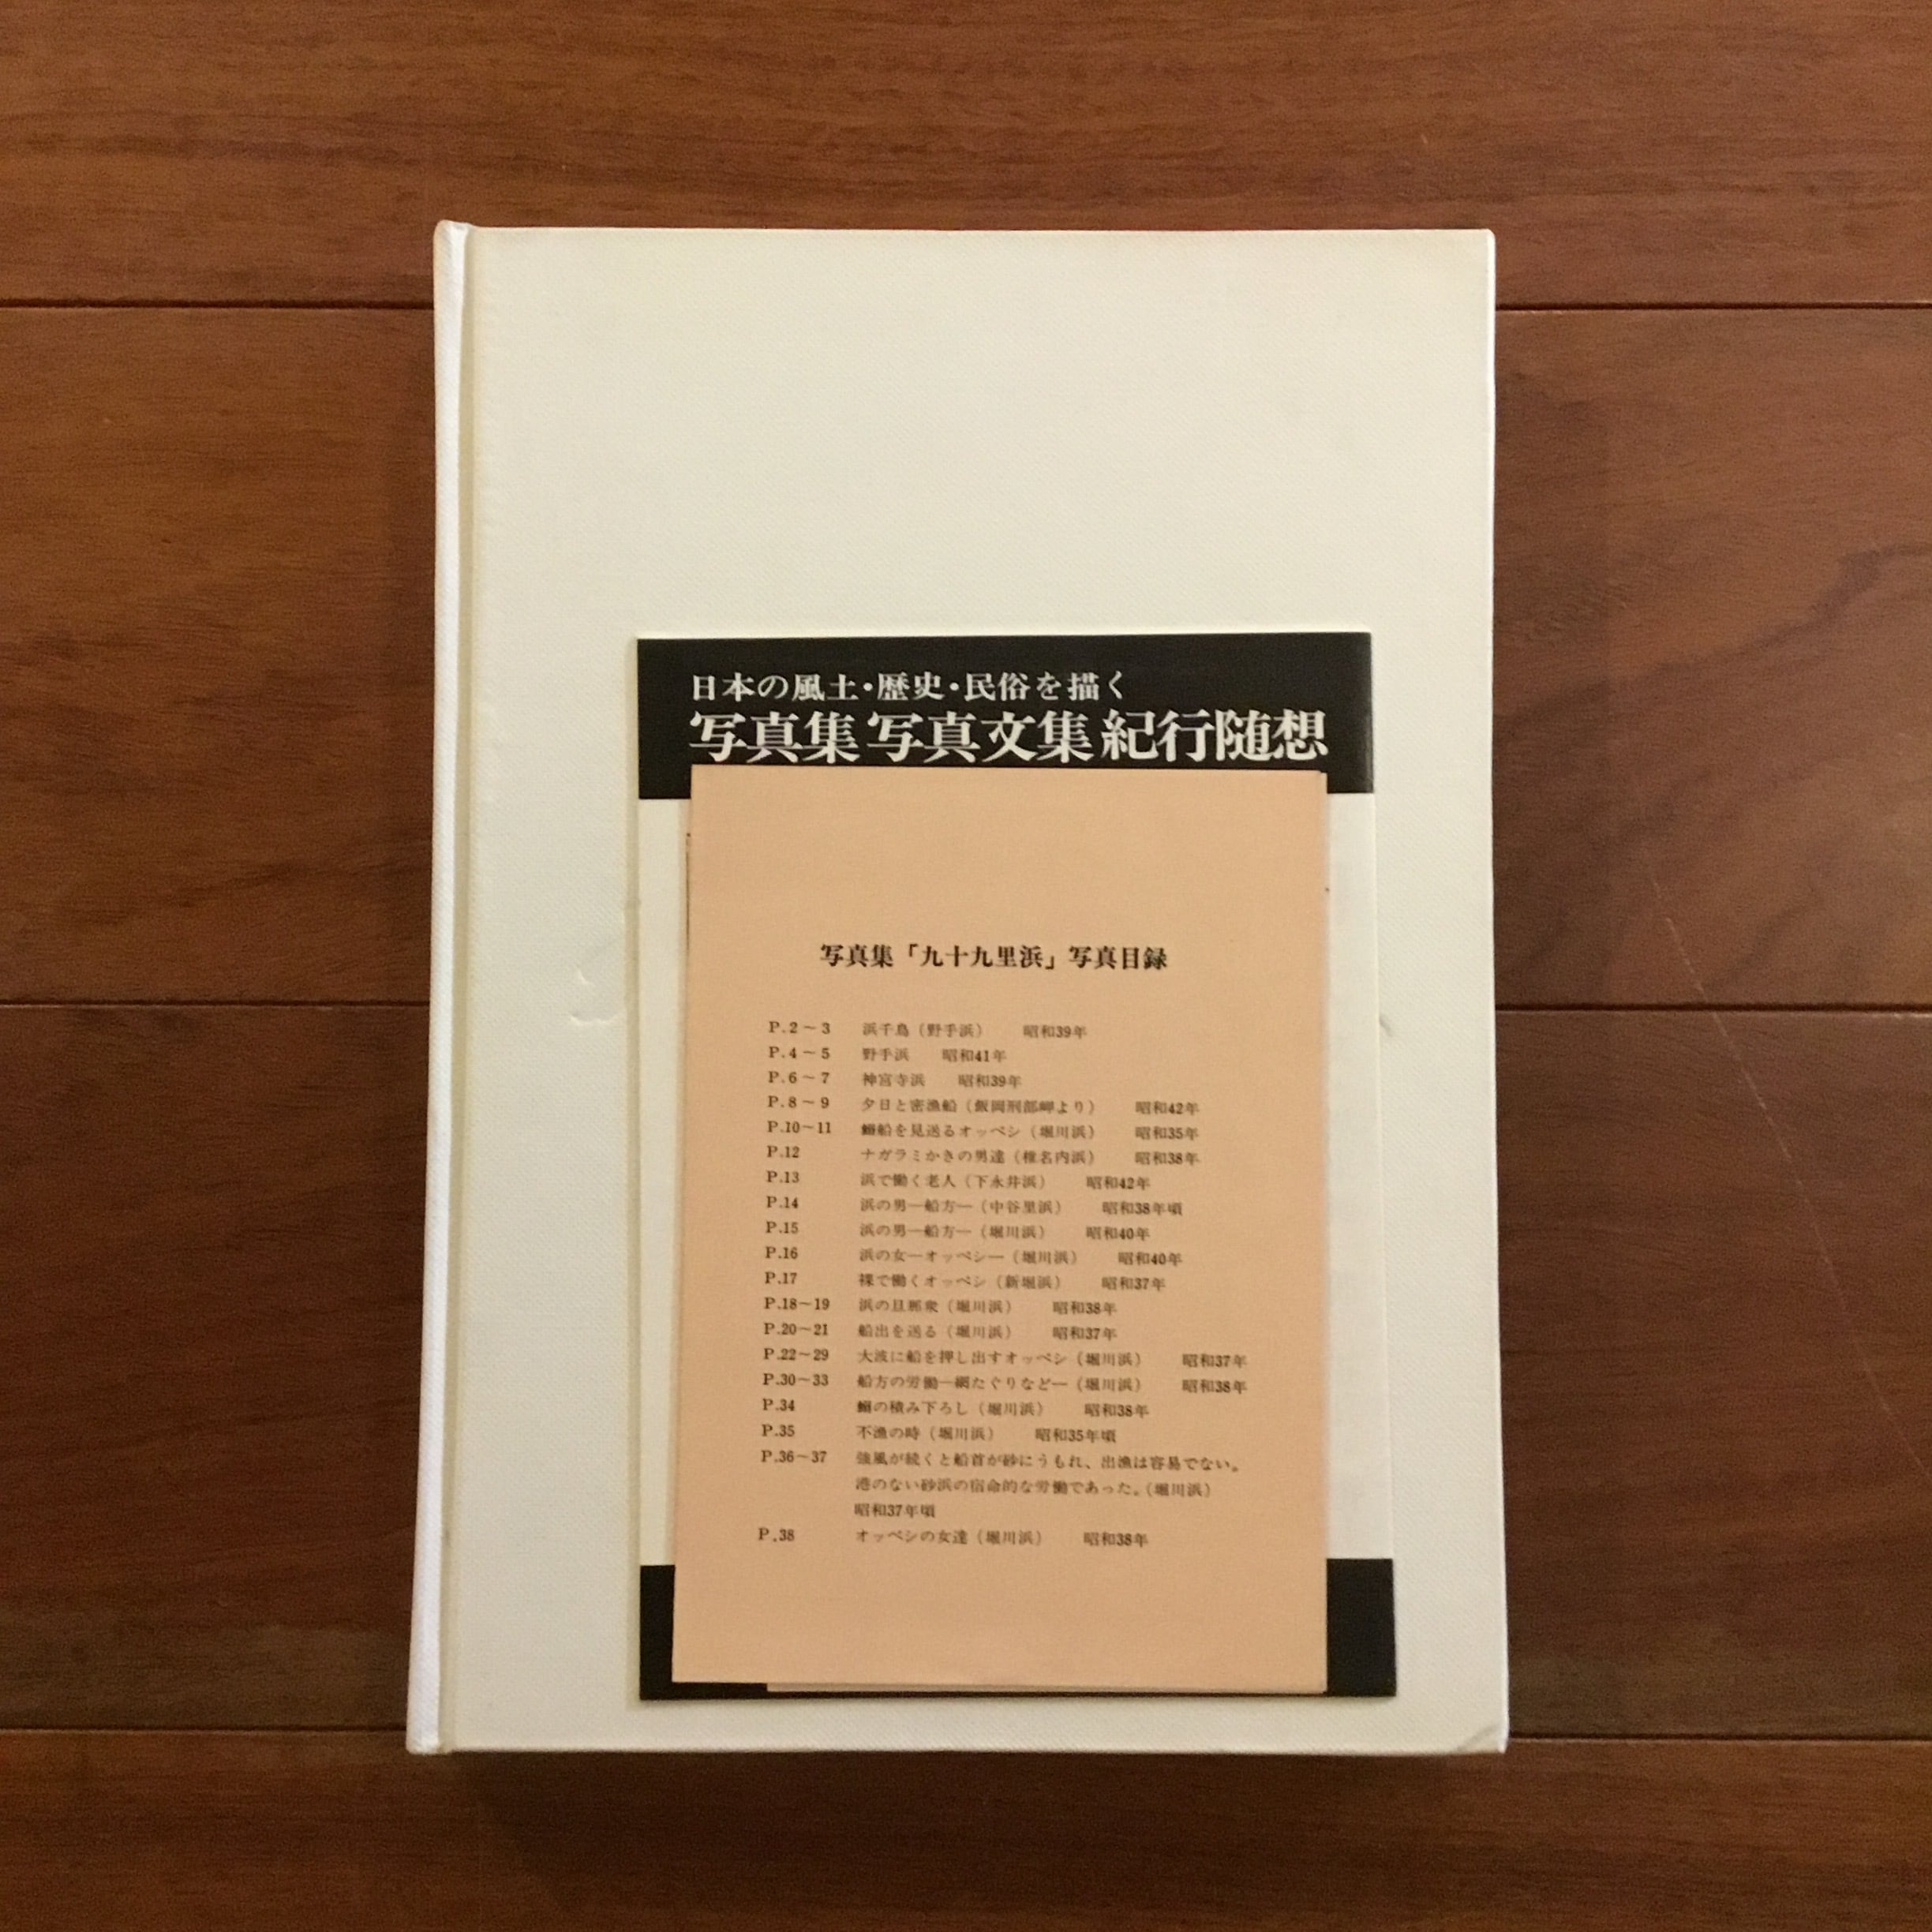 日本の風土・歴史・民俗を描く
写真集 写真文集 紀行随想
写真集「九十九里浜」写真目録
P.2～3 浜千鳥（野手浜） 昭和39年
P.4～5 野手浜 昭和41年
P.6～7 神宮寺浜 昭和39年
P.8～9 夕日と密漁船（飯岡刑部岬より） 昭和42年
P.10～11 鰯船を見送るオッペシ（堀川浜） 昭和35年
P.12 ナガラミかきの男達（椎名内浜） 昭和38年
P.13 浜で働く老人（下永井浜） 昭和42年
P.14 浜の男―船方―（中谷里浜） 昭和38年頃
P.15 浜の男―船方―（堀川浜） 昭和40年
P.16 浜の女―オッペシ―（堀川浜） 昭和40年
P.17 裸で働くオッペシ（新堀浜） 昭和37年
P.18～19 浜の旦那衆（堀川浜） 昭和38年
P.20～21 船出を送る（堀川浜） 昭和37年
P.22～29 大波に船を押し出すオッペシ（堀川浜） 昭和37年
P.30～33 船方の労働―網たぐりなど―（堀川浜） 昭和38年
P.34 鰯の積み下ろし（堀川浜） 昭和38年
P.35 不漁の時（堀川浜） 昭和35年頃
P.36～37 強風が続くと船首が砂にうもれ、出漁は容易でない。
港のない砂浜の宿命的な労働であった。（堀川浜）
昭和37年頃
P.38 オッペシの女達（堀川浜） 昭和38年